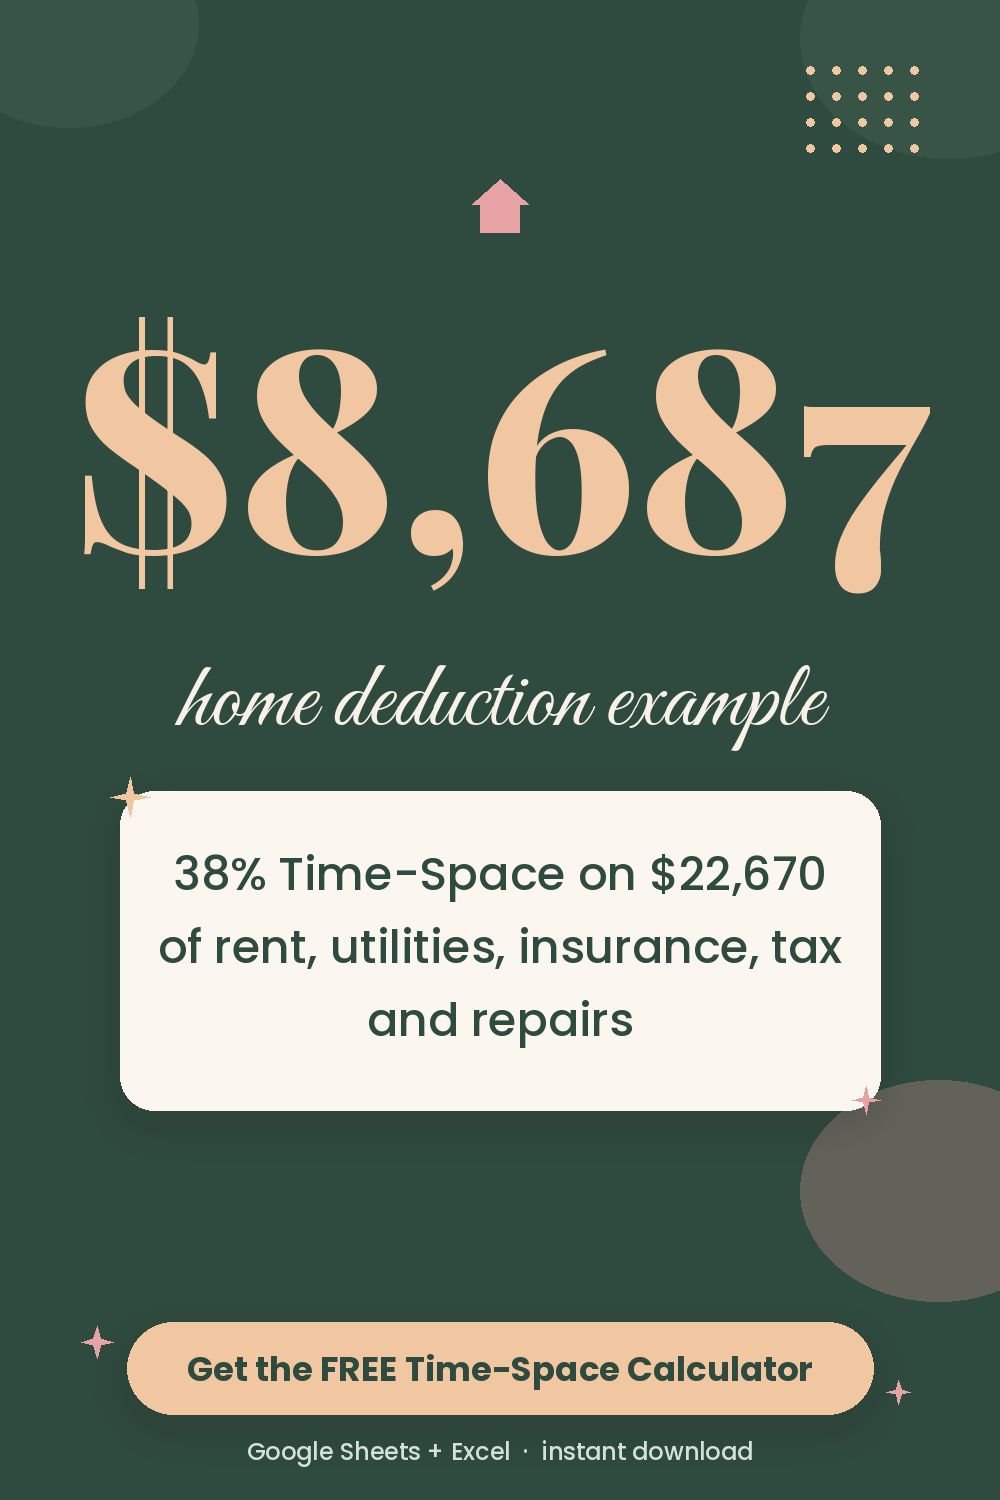 $8,687
home deduction example
38% Time-Space on $22,670
of rent, utilities, insurance, tax
and repairs
Get the FREE Time-Space Calculator
Google Sheets + Excel · instant download